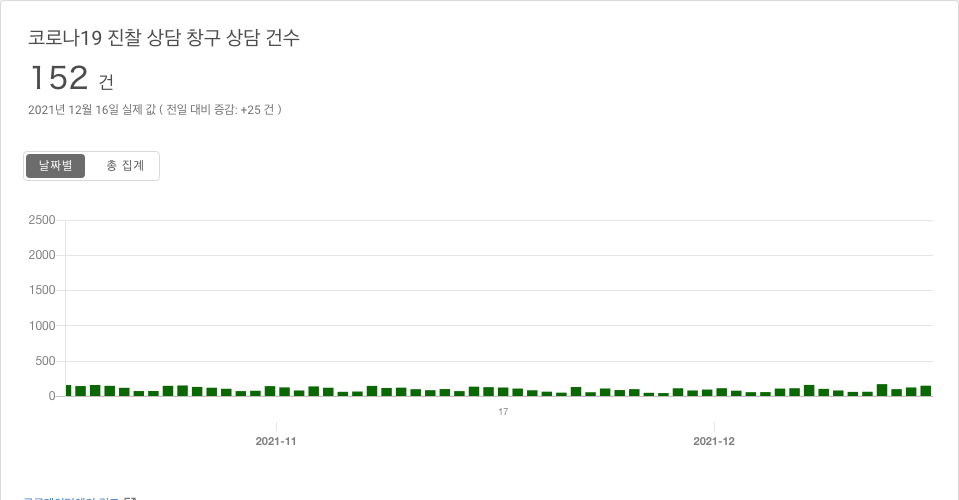 코로나19 진찰 상담 창구 상담 건수
152 건
2021년 12월 16일 실제 값 ( 전일 대비 증감: +25 건 )
날짜별 총 집계
2500
2000
1500
1000
500
0
17
2021-11 2021-12